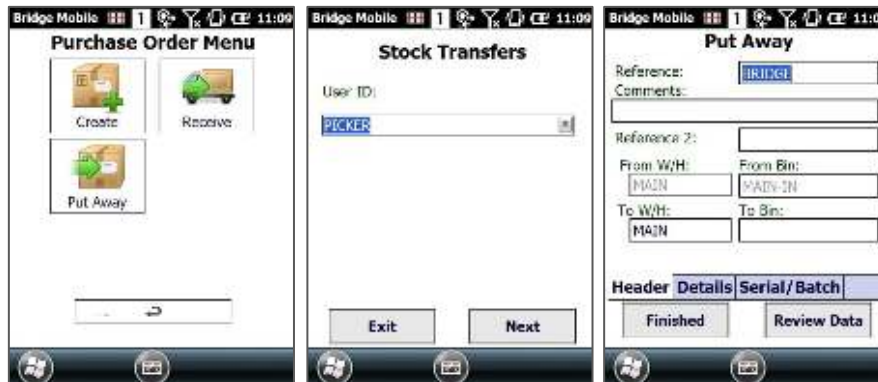 Bridge Mobile 1 11:09
Purchase Order Menu
Create
Receive
Put Away
Bridge Mobile 1 11:09
Stock Transfers
User ID:
PICKER
Exit
Next
Bridge Mobile 1 11:0
Put Away
Reference:
BRIDGE
Comments:
Reference 2:
From W/H:
From Bin:
MAIN
MAIN-IN
To W/H:
To Bin:
MAIN
Header Details Serial/Batch
Finished
Review Data